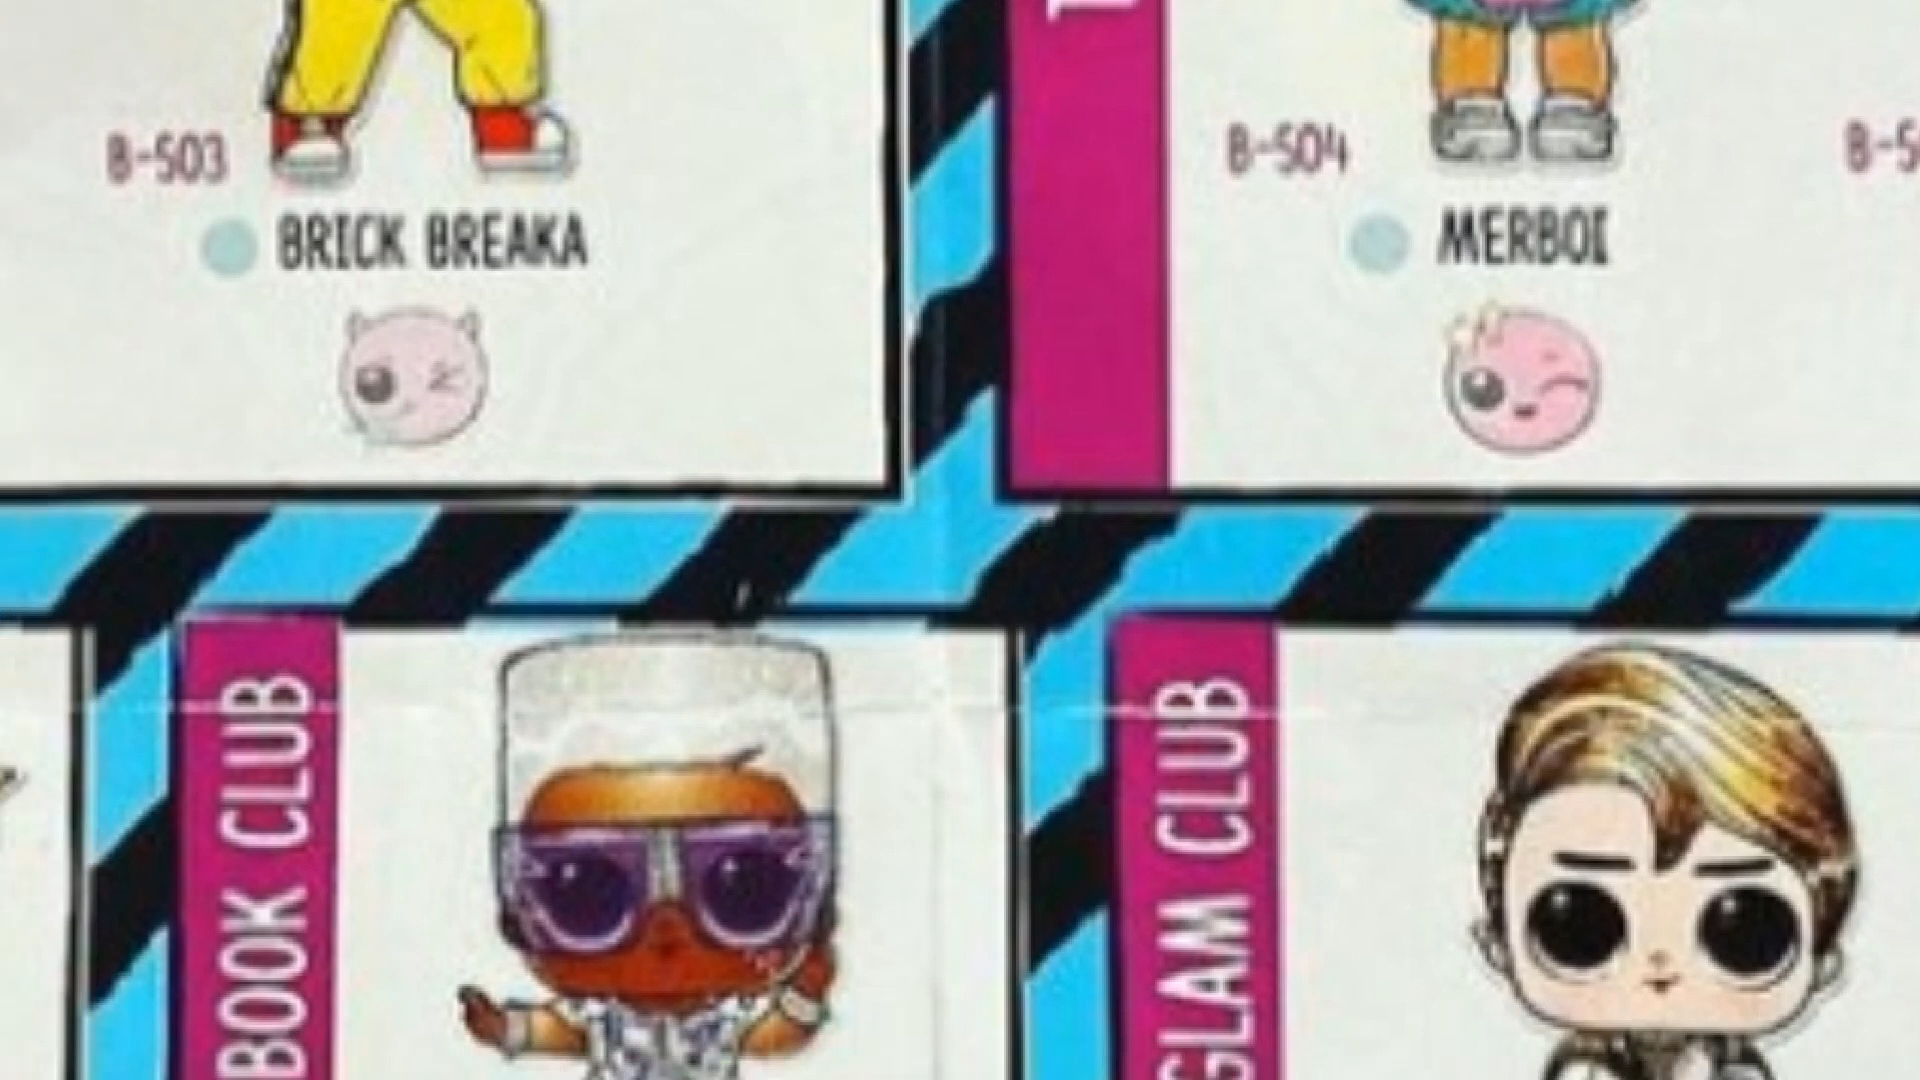 B-503
BRICK BREAKA
B-504
MERBOI
BOOK CLUB
GLAM CLUB